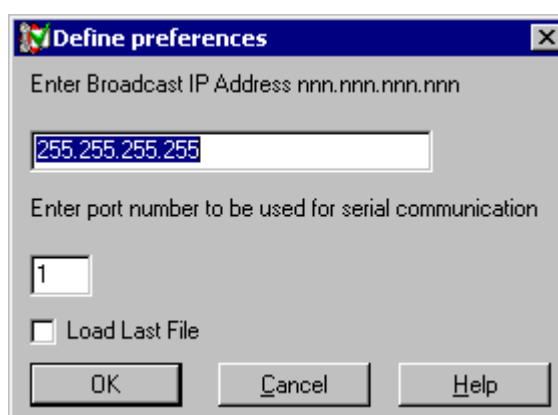 Define preferences
Enter Broadcast IP Address nnn.nnn.nnn.nnn
255.255.255.255
Enter port number to be used for serial communication
1
Load Last File
OK Cancel Help